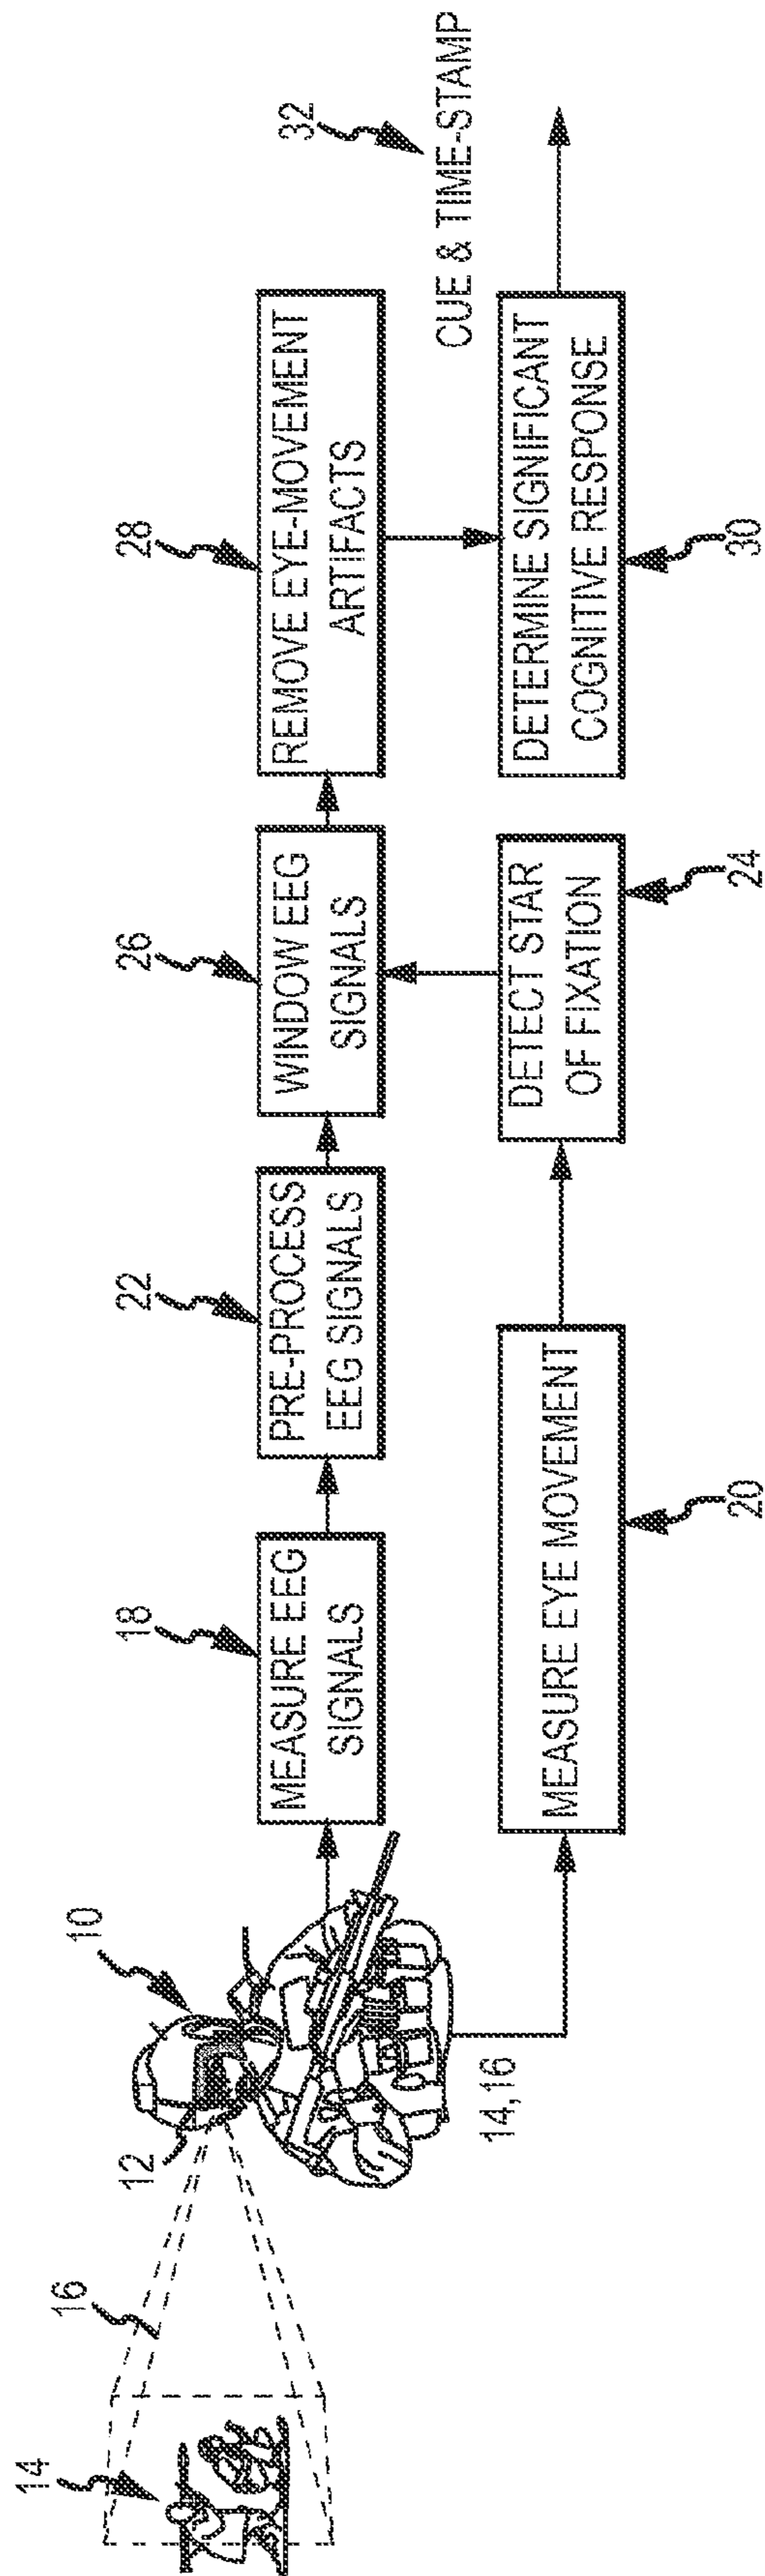 14
16
12
10
14,16
18
MEASURE EEG
SIGNALS
22
PRE-PROCESS
EEG SIGNALS
26
WINDOW EEG
SIGNALS
28
REMOVE EYE-MOVEMENT
ARTIFACTS
MEASURE EYE MOVEMENT
20
DETECT STAR
OF FIXATION
24
DETERMINE SIGNIFICANT
COGNITIVE RESPONSE
30
32
CUE & TIME-STAMP